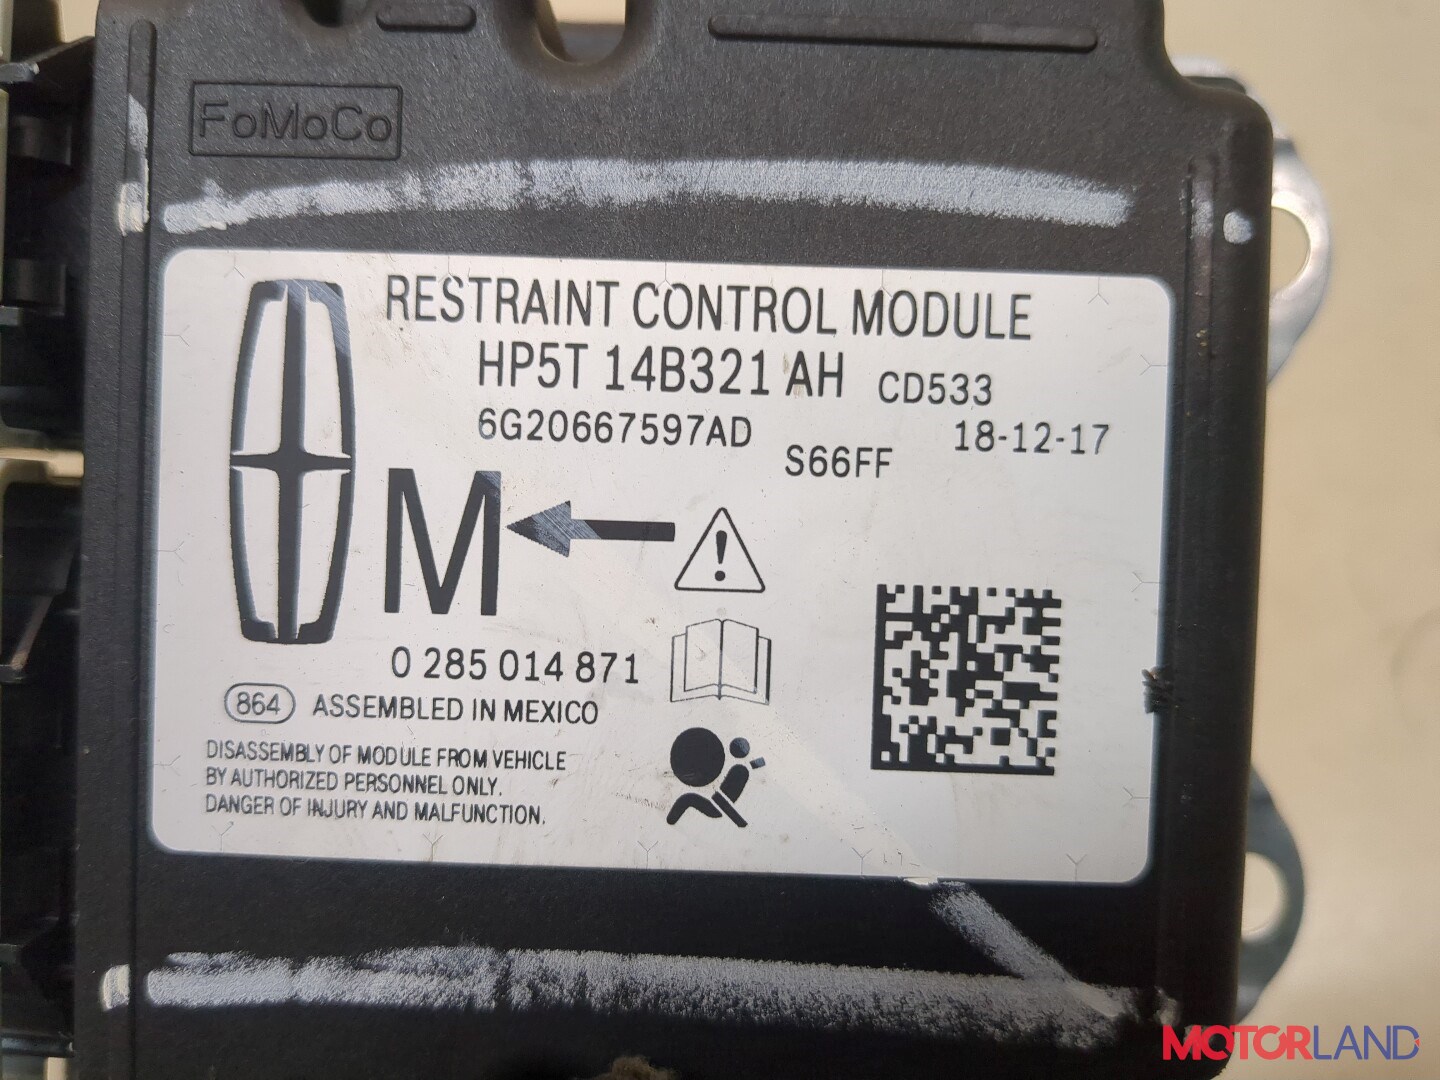 FoMoCo
RESTRAINT CONTROL MODULE
HP5T 14B321 AH CD533
6G20667597AD S66FF 18-12-17
M
0 285 014 871
864 ASSEMBLED IN MEXICO
DISASSEMBLY OF MODULE FROM VEHICLE
BY AUTHORIZED PERSONNEL ONLY.
DANGER OF INJURY AND MALFUNCTION.
MOTORLAND